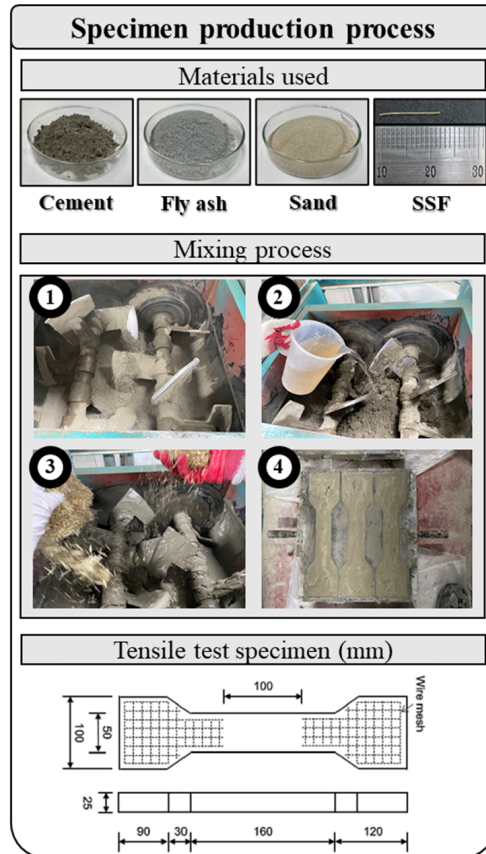 Specimen production process
Materials used
Cement
Fly ash
Sand
10 20 30
SSF
Mixing process
1
2
3
4
Tensile test specimen (mm)
100
Wire mesh
100
50
25
90
30
160
120